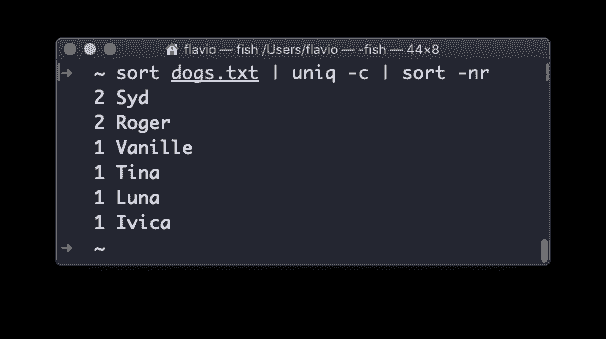 flavio — fish /Users/flavio — -fish — 44×8
➜ ~ sort dogs.txt | uniq -c | sort -nr
2 Syd
2 Roger
1 Vanille
1 Tina
1 Luna
1 Ivica
➜ ~